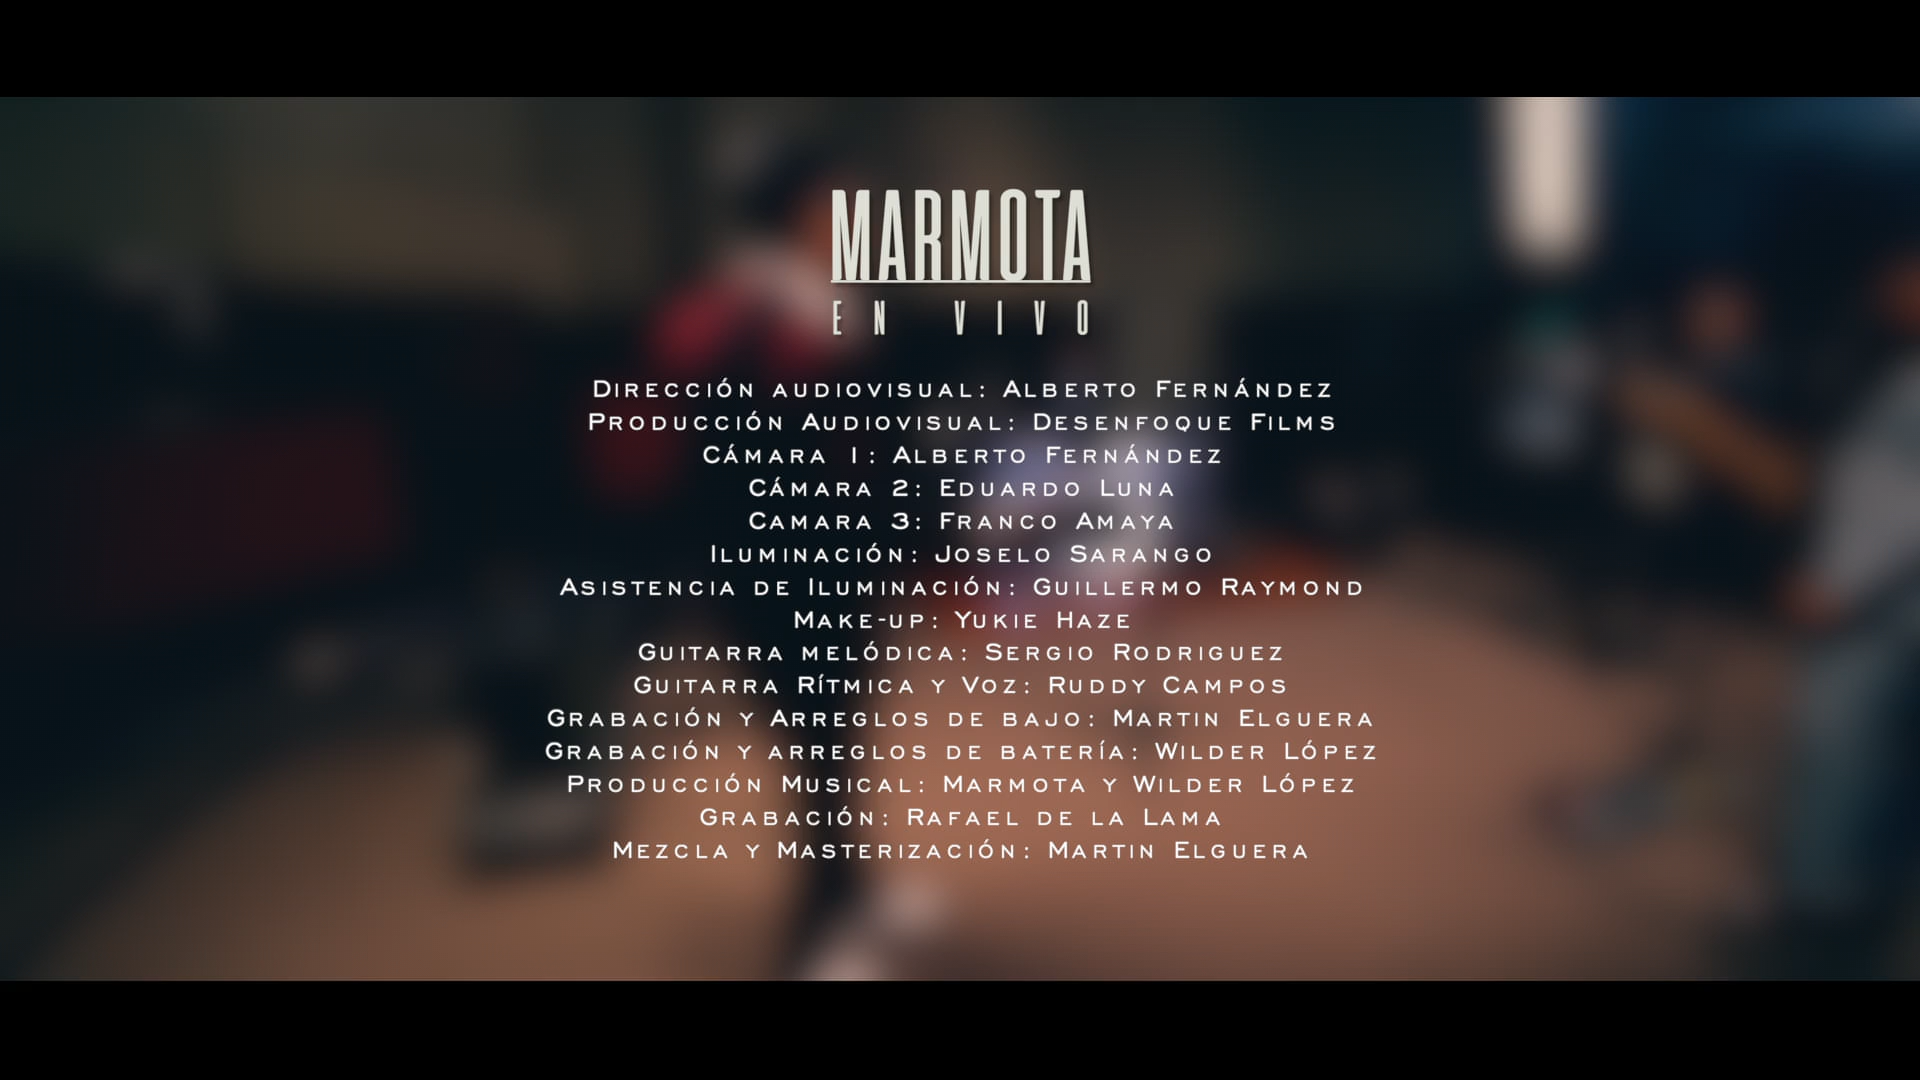 MARMOTA
EN VIVO
Dirección audiovisual: Alberto Fernández
Producción Audiovisual: Desenfoque Films
Cámara 1: Alberto Fernández
Cámara 2: Eduardo Luna
Camara 3: Franco Amaya
Iluminación: Joselo Sarango
Asistencia de Iluminación: Guillermo Raymond
Make-up: Yukie Haze
Guitarra melódica: Sergio Rodriguez
Guitarra Rítmica y Voz: Ruddy Campos
Grabación y Arreglos de bajo: Martin Elguera
Grabación y arreglos de batería: Wilder López
Producción Musical: Marmota y Wilder López
Grabación: Rafael de la Lama
Mezcla y Masterización: Martin Elguera